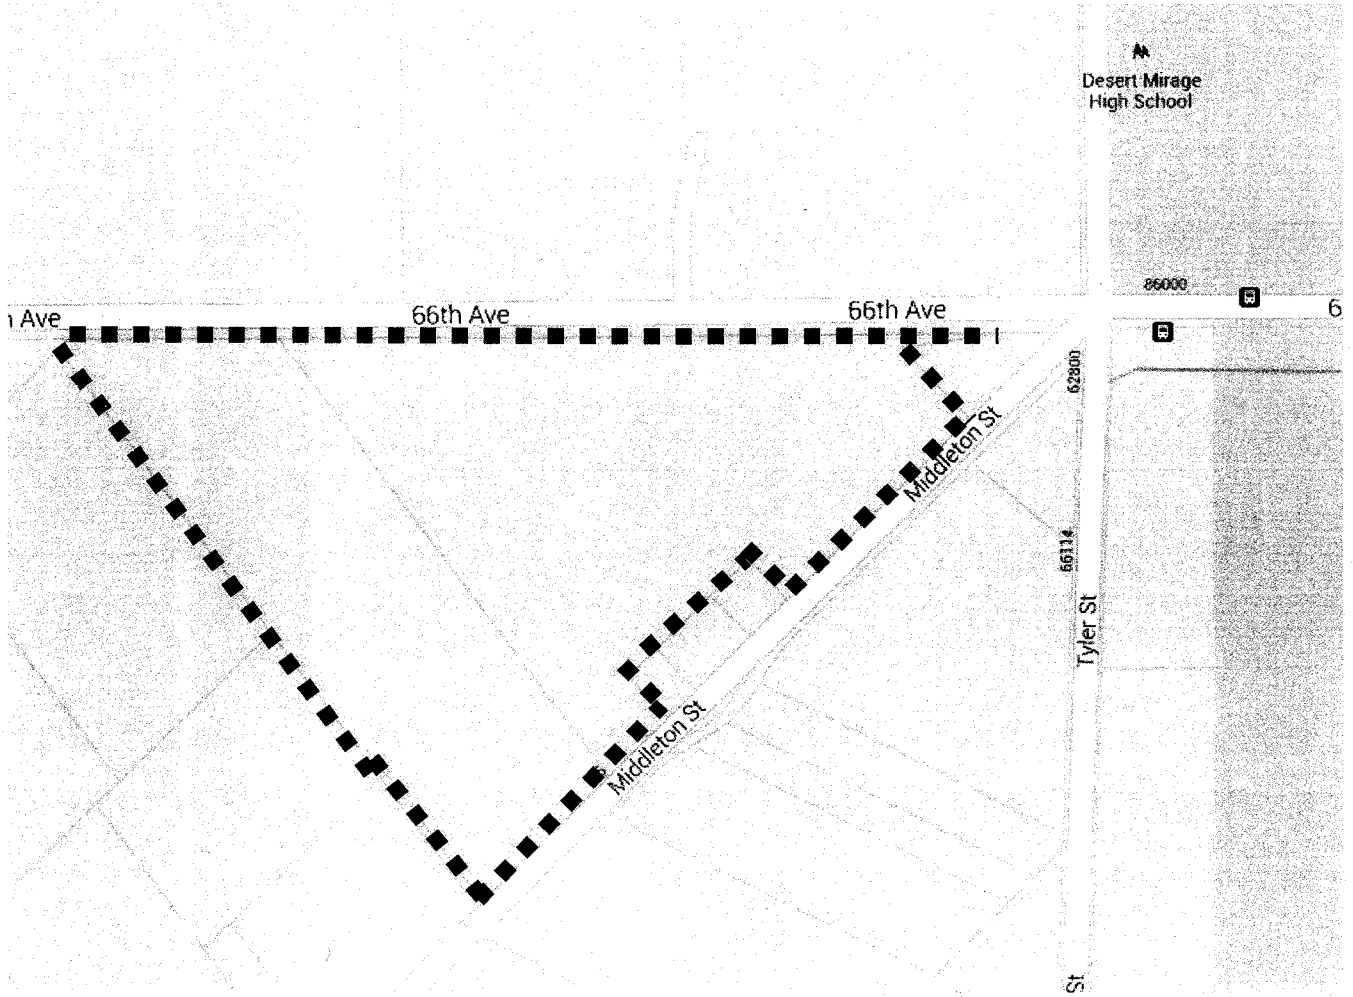 Desert Mirage
High School
86000
h Ave
66th Ave
66th Ave
6
62800
Middleton St
66114
Tyler St
Middleton St
St